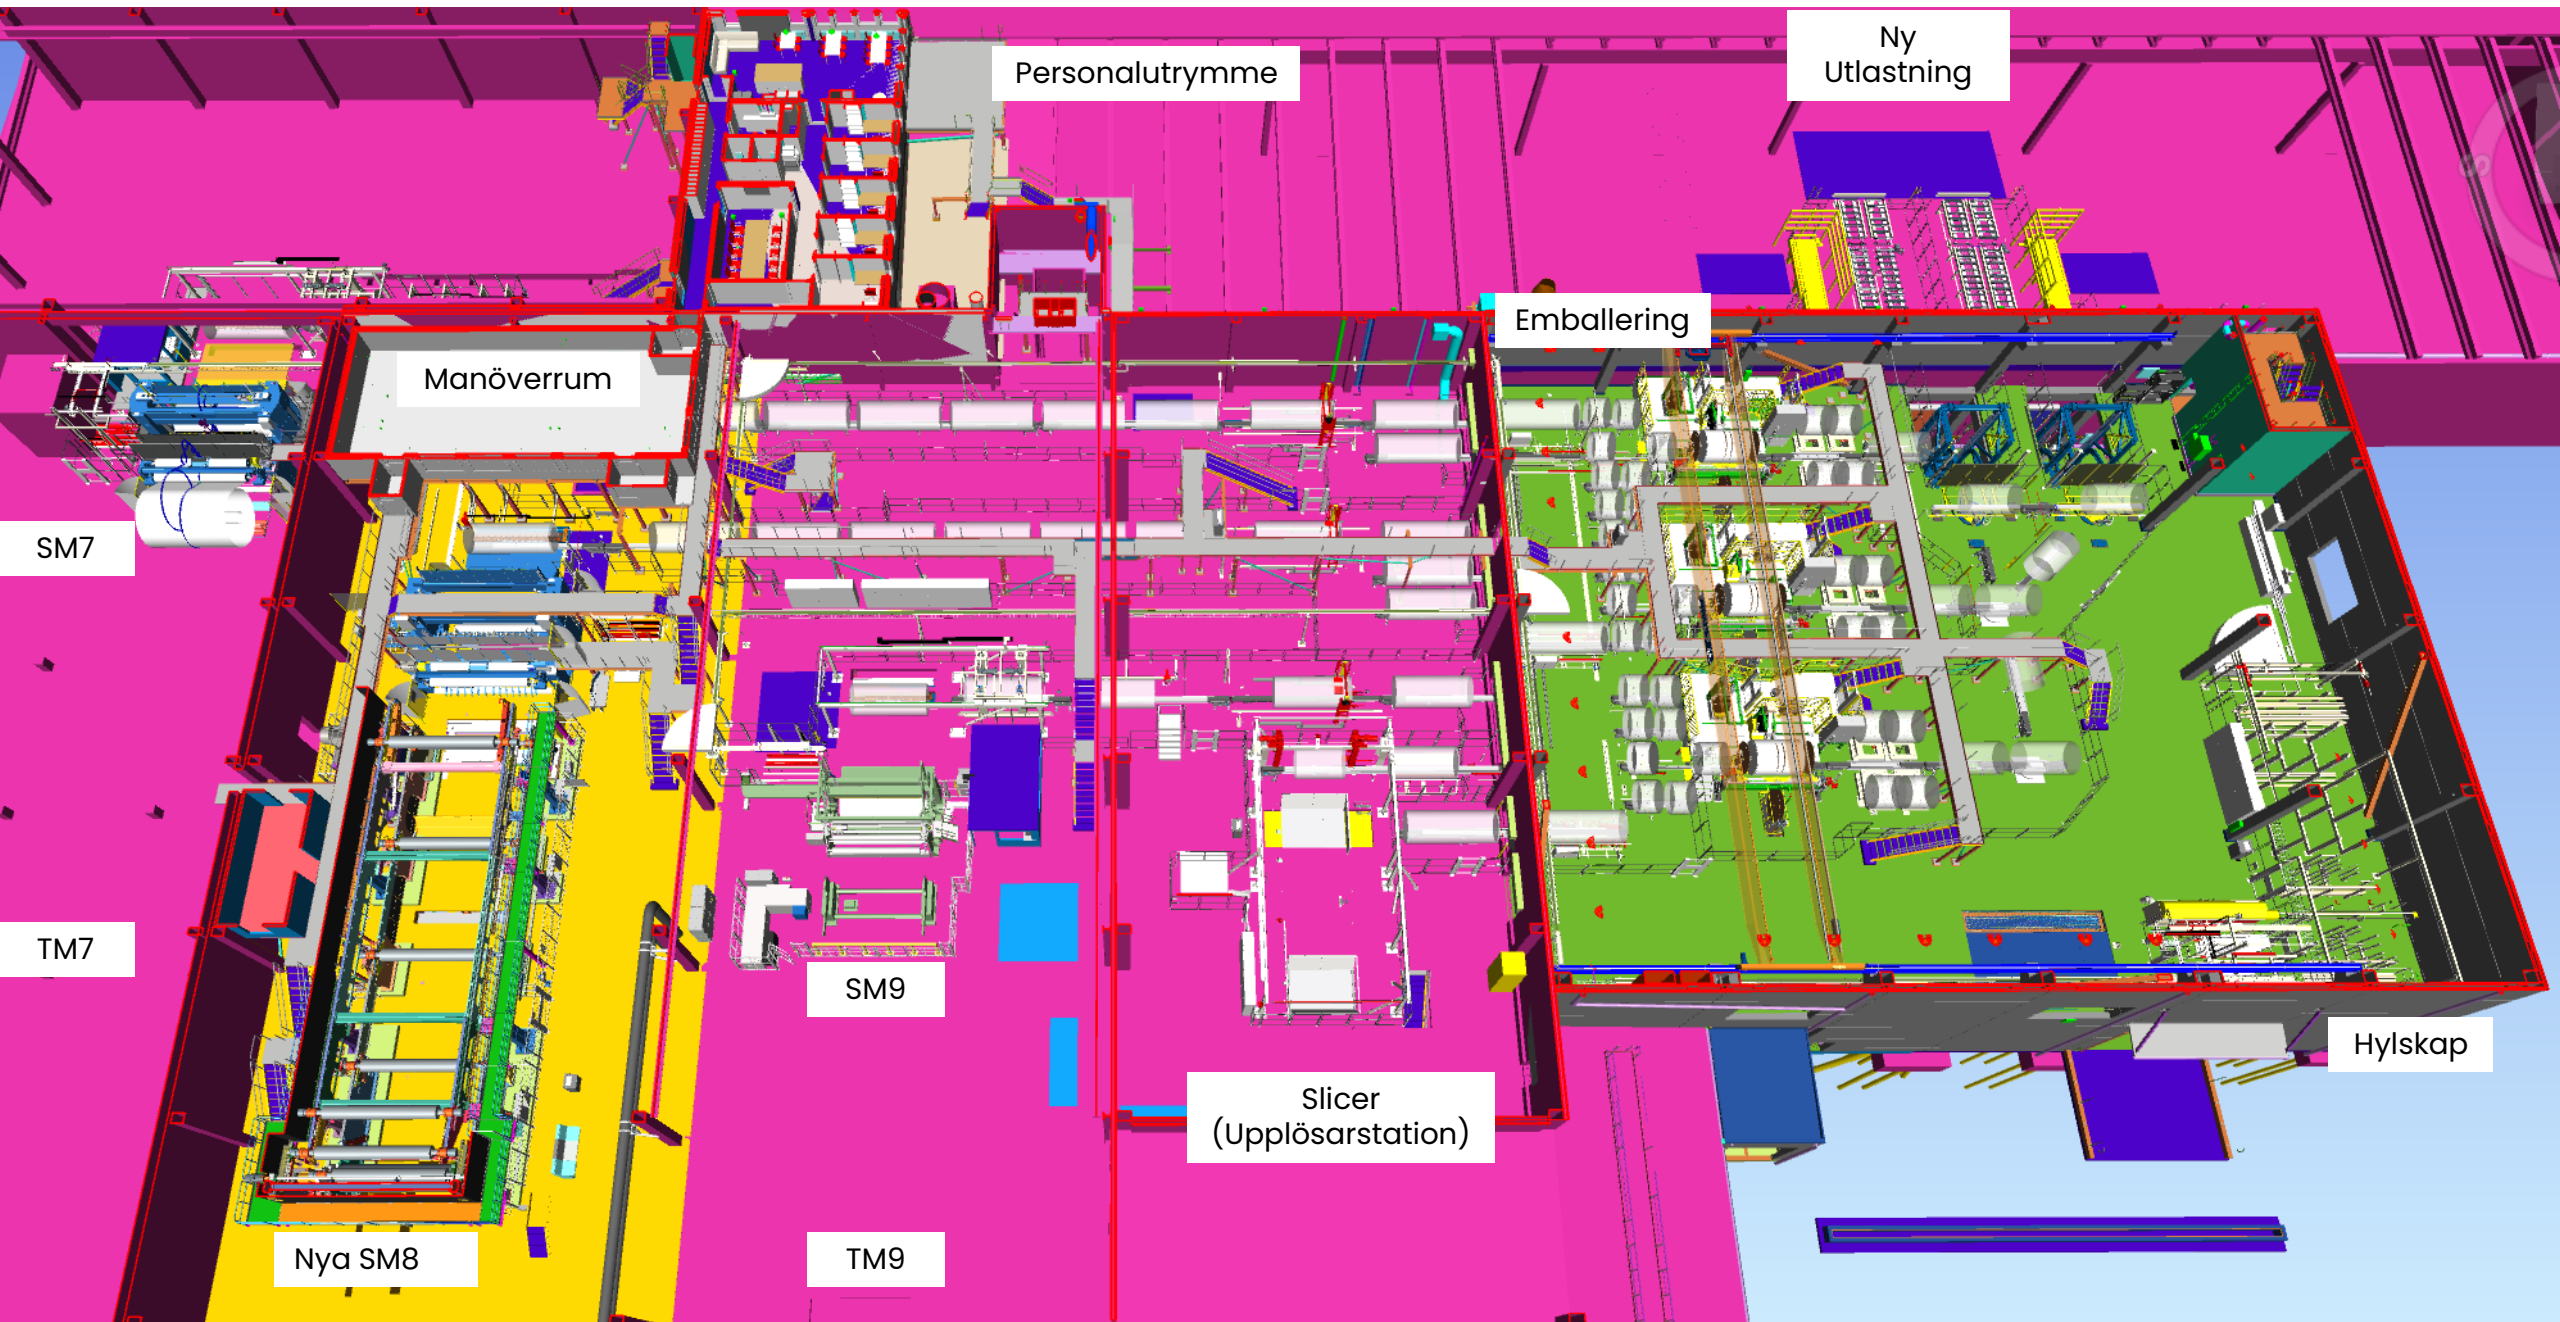 Personalutrymme
Ny
Utlastning
Emballering
Manöverrum
SM7
TM7
SM9
Hylskap
Slicer
(Upplösarstation)
Nya SM8
TM9